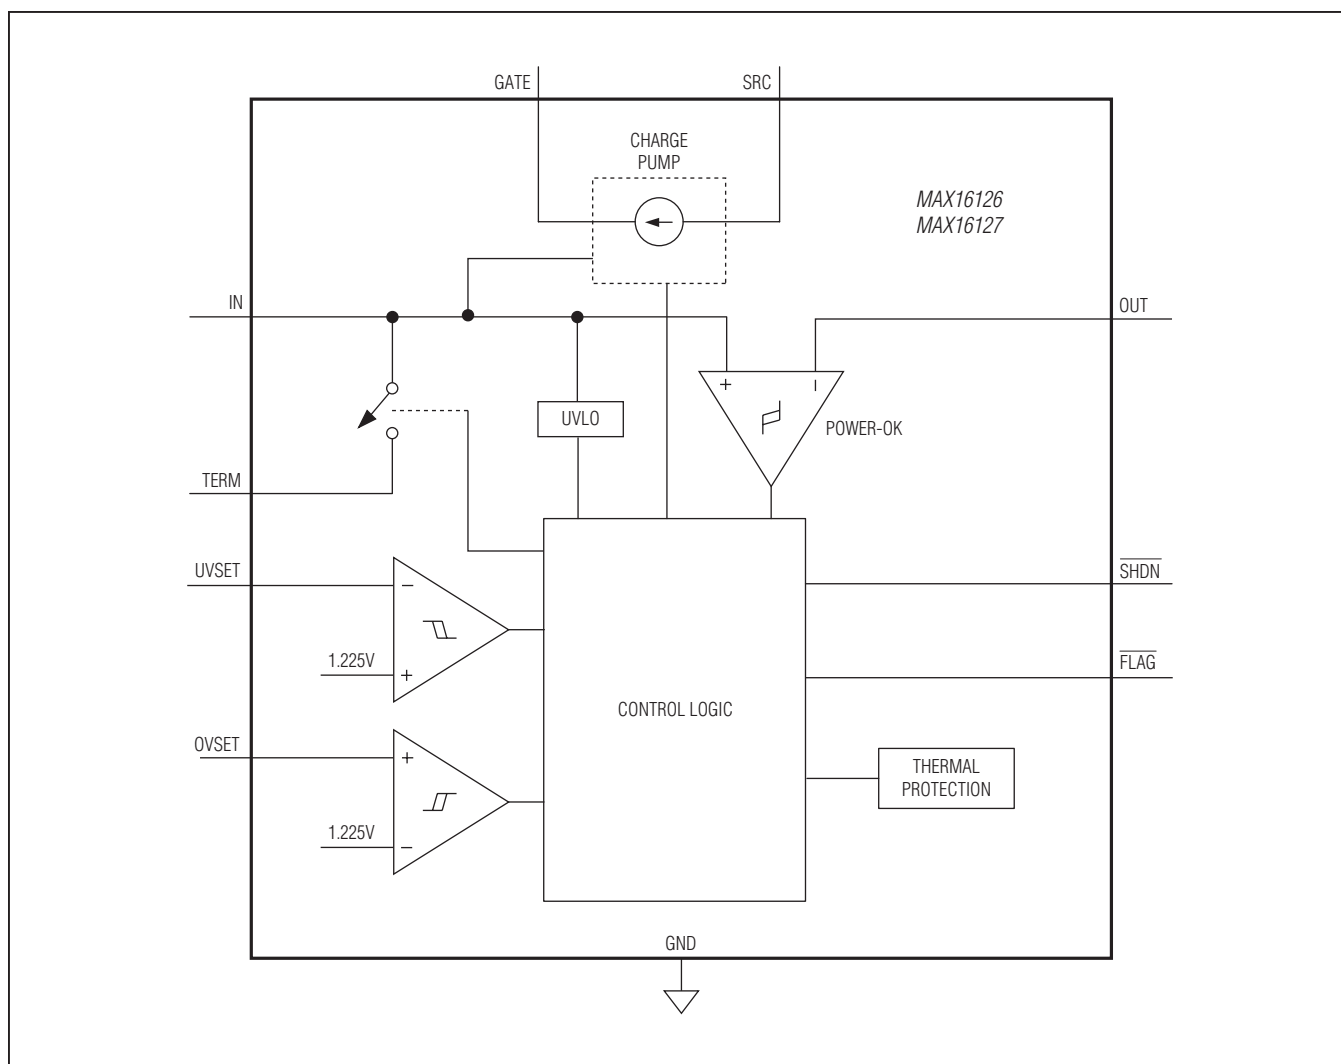 GATE
SRC
CHARGE
PUMP
MAX16126
MAX16127
IN
OUT
+
−
UVLO
POWER-OK
TERM
UVSET
−
SHDN
1.225V
+
FLAG
CONTROL LOGIC
OVSET
+
THERMAL
PROTECTION
1.225V
−
GND